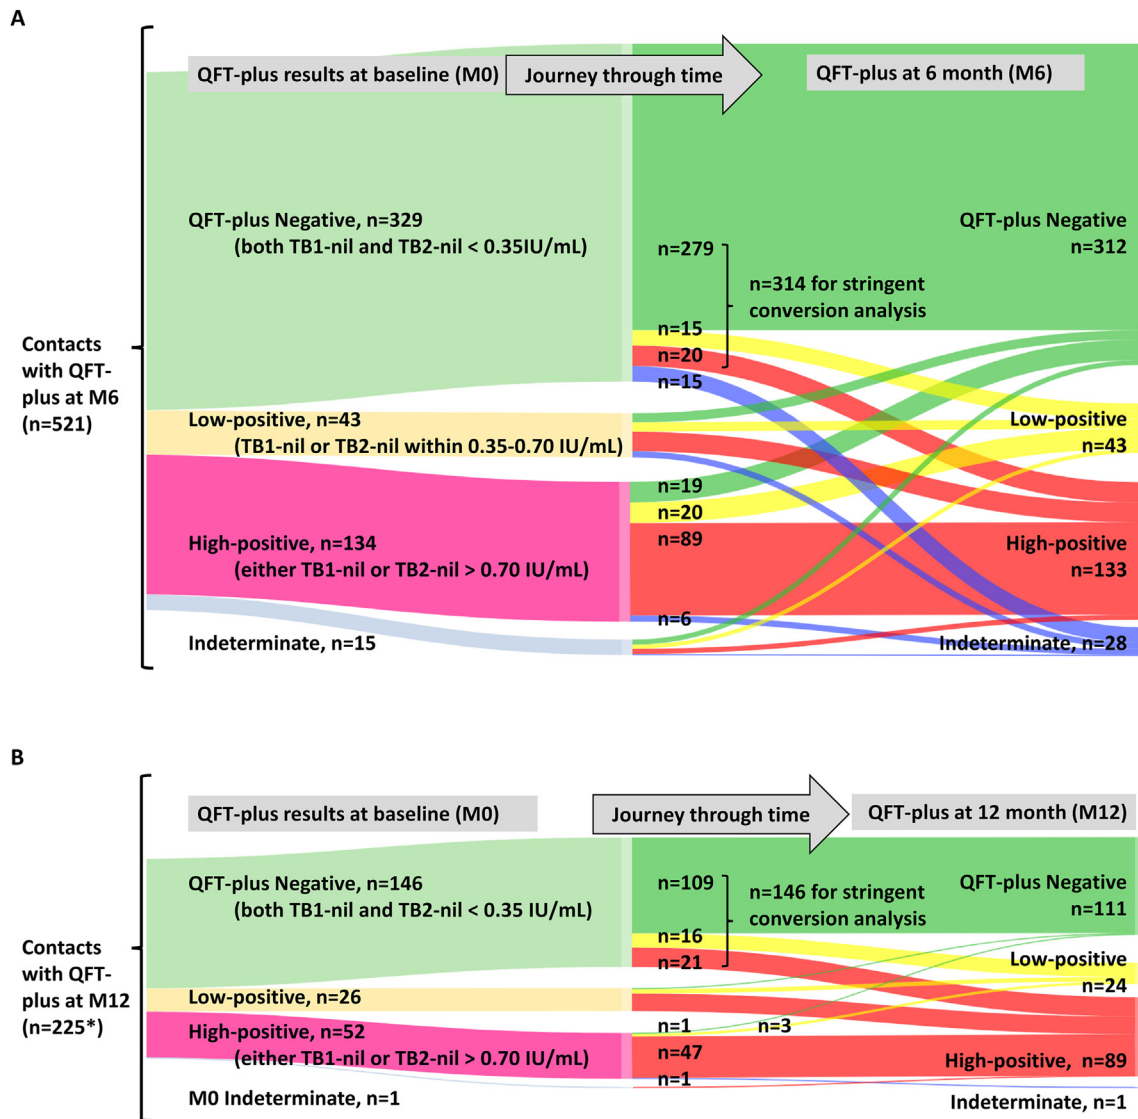 A
QFT-plus results at baseline (M0)
Journey through time
QFT-plus at 6 month (M6)
QFT-plus Negative, n=329
(both TB1-nil and TB2-nil < 0.35IU/mL)
n=279
n=314 for stringent
conversion analysis
QFT-plus Negative
n=312
n=15
n=20
n=15
Contacts
with QFT-
plus at M6
(n=521)
Low-positive, n=43
(TB1-nil or TB2-nil within 0.35-0.70 IU/mL)
Low-positive
n=43
n=19
n=20
n=89
High-positive, n=134
(either TB1-nil or TB2-nil > 0.70 IU/mL)
High-positive
n=133
n=6
Indeterminate, n=15
Indeterminate, n=28
B
QFT-plus results at baseline (M0)
Journey through time
QFT-plus at 12 month (M12)
QFT-plus Negative, n=146
(both TB1-nil and TB2-nil < 0.35 IU/mL)
n=109
n=146 for stringent
conversion analysis
QFT-plus Negative
n=111
n=16
n=21
Contacts
with QFT-
plus at M12
(n=225*)
Low-positive, n=26
Low-positive
n=24
High-positive, n=52
(either TB1-nil or TB2-nil > 0.70 IU/mL)
n=1
n=3
n=47
n=1
High-positive, n=89
M0 Indeterminate, n=1
Indeterminate, n=1